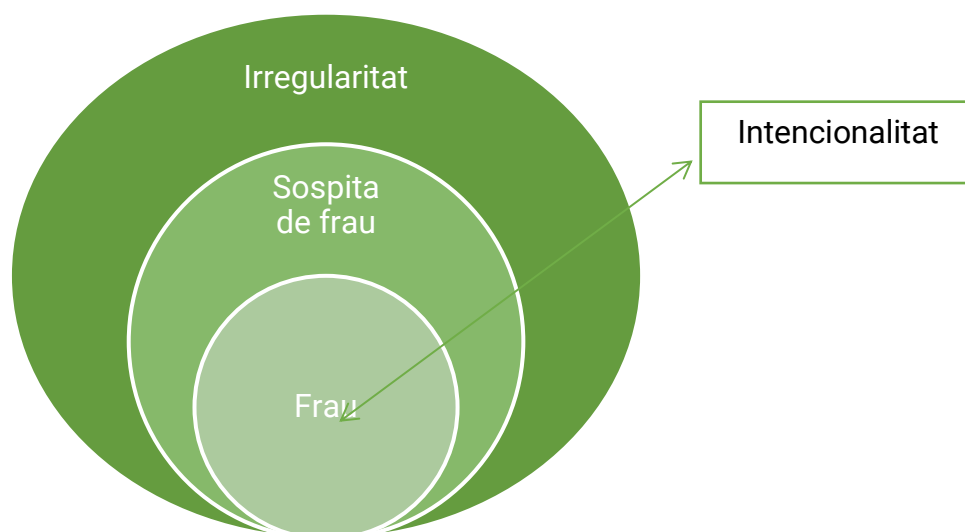 Irregularitat
Intencionalitat
Sospita
de frau
Frau